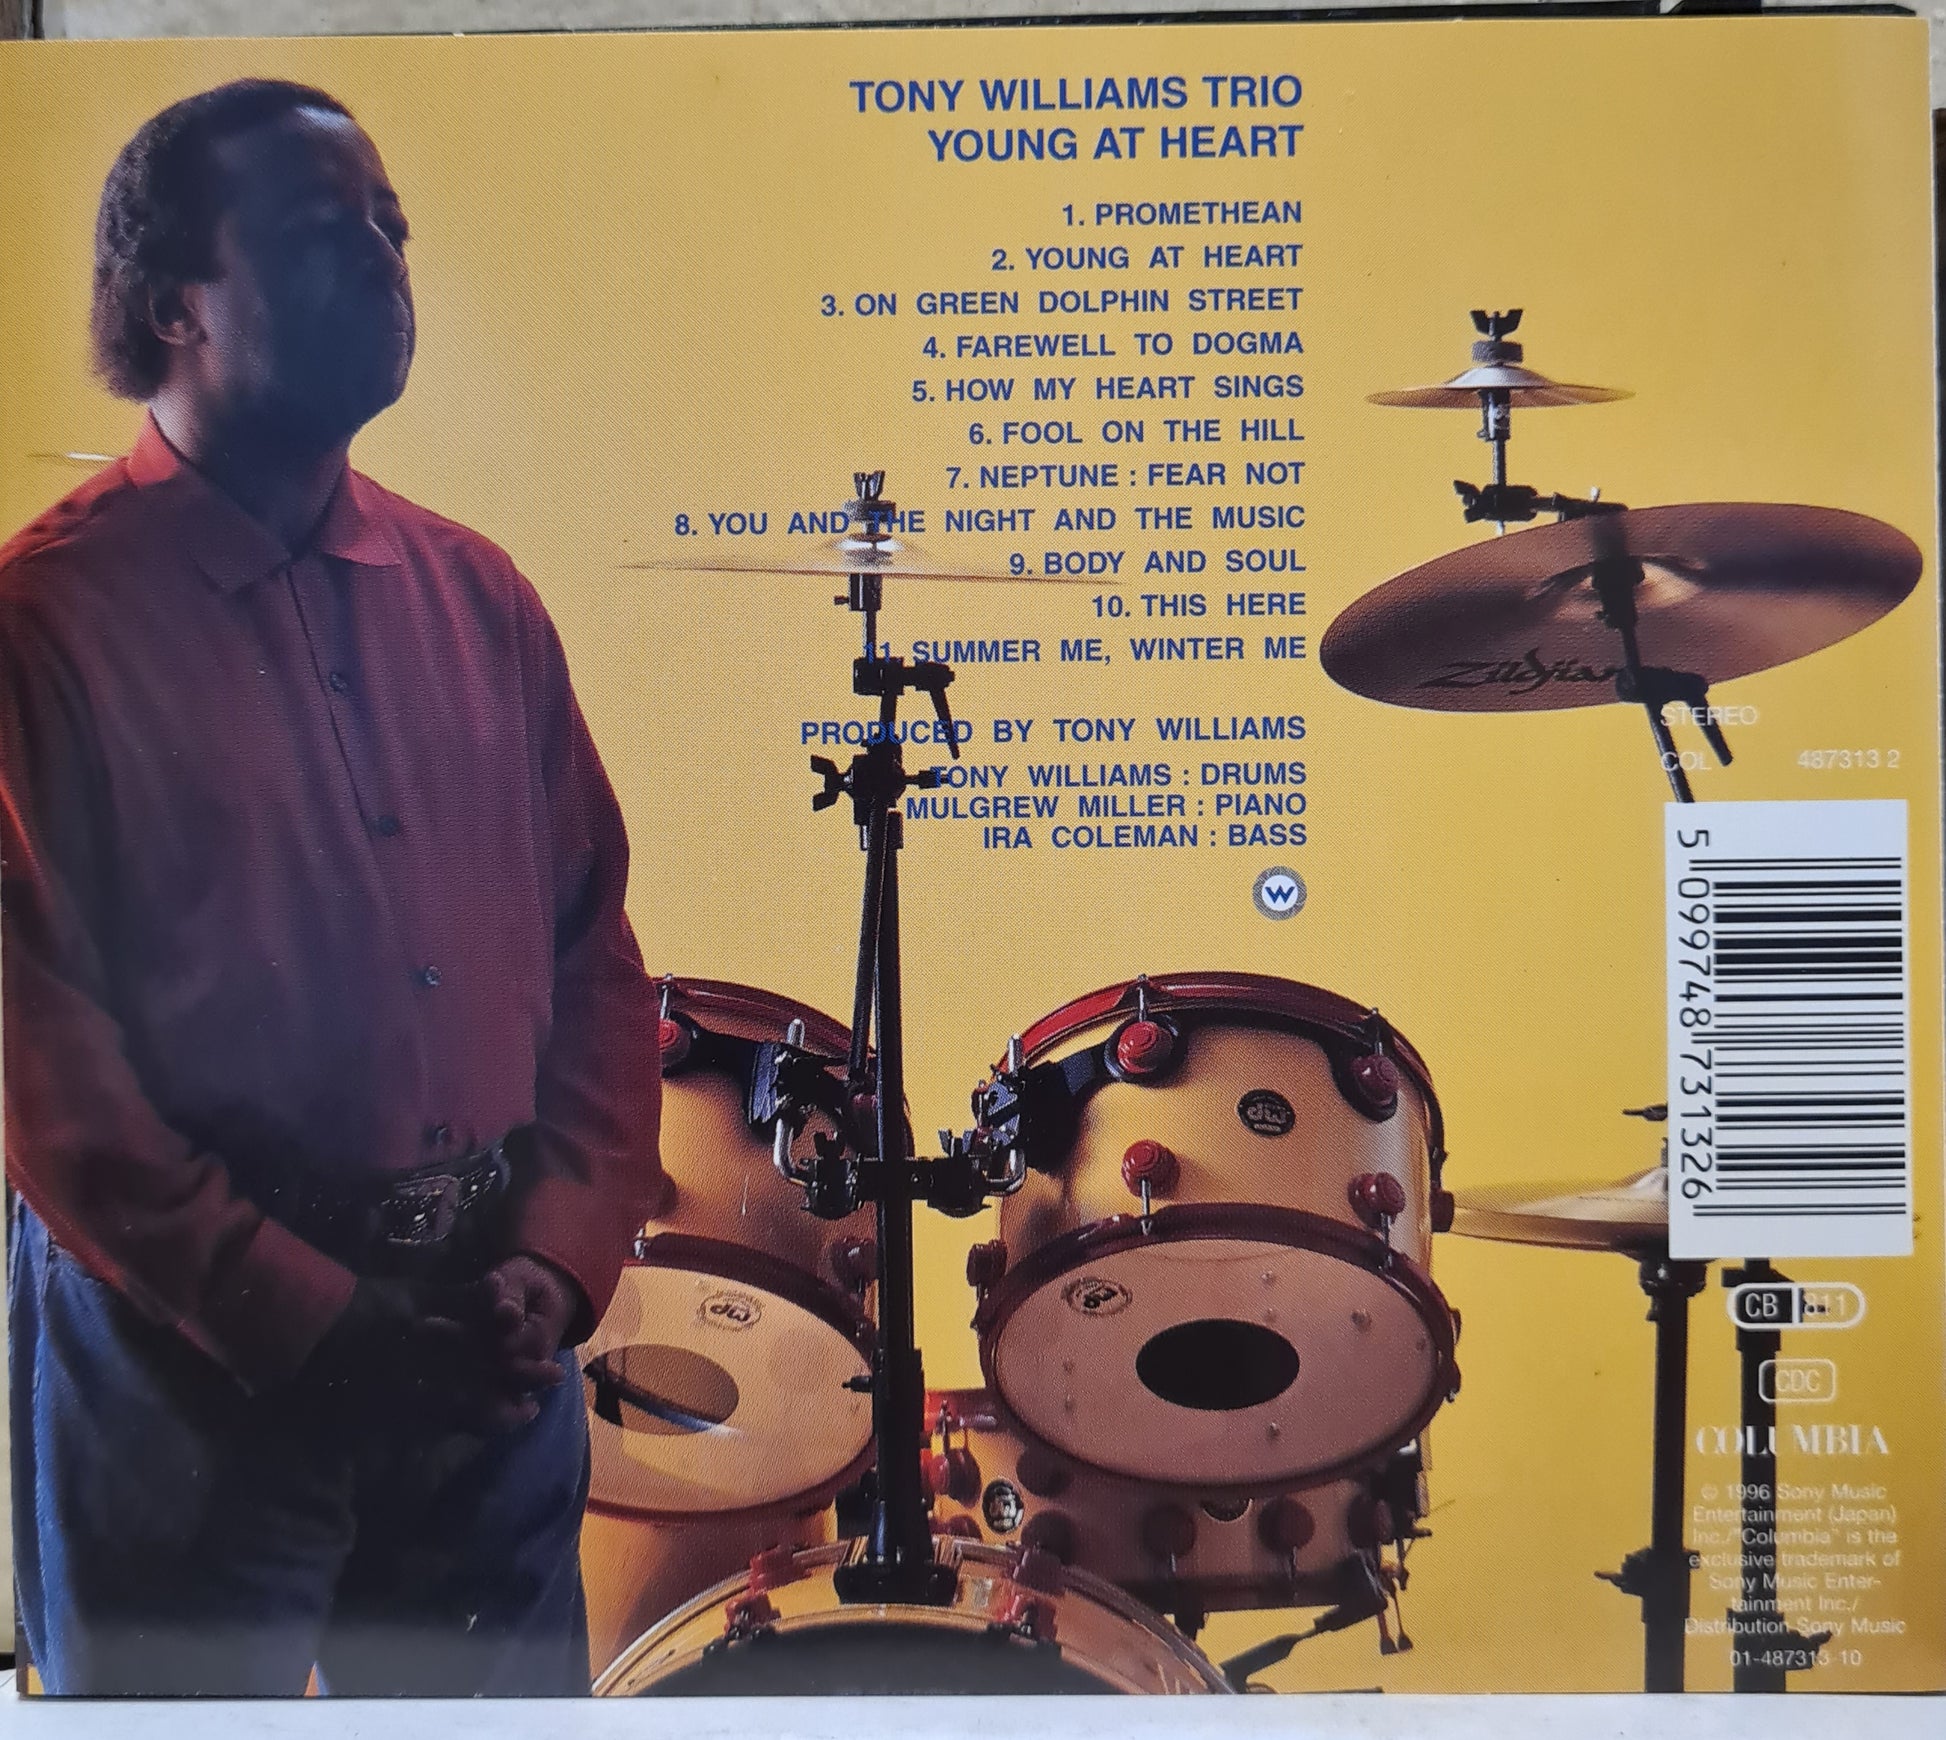 TONY WILLIAMS TRIO
YOUNG AT HEART
1. PROMETHEAN
2. YOUNG AT HEART
3. ON GREEN DOLPHIN STREET
4. FAREWELL TO DOGMA
5. HOW MY HEART SINGS
6. FOOL ON THE HILL
7. NEPTUNE : FEAR NOT
8. YOU AND THE NIGHT AND THE MUSIC
9. BODY AND SOUL
10. THIS HERE
11. SUMMER ME, WINTER ME
PRODUCED BY TONY WILLIAMS
TONY WILLIAMS : DRUMS
MULGREW MILLER : PIANO
IRA COLEMAN : BASS
W
Zildjian
STEREO
COL 487313 2
5 099748 731326
CB 811
CDC
COLUMBIA
© 1996 Sony Music
Entertainment (Japan)
Inc./"Columbia" is the
exclusive trademark of
Sony Music Enter-
tainment Inc./
Distribution Sony Music
01-487313-10
dw
dw
dw